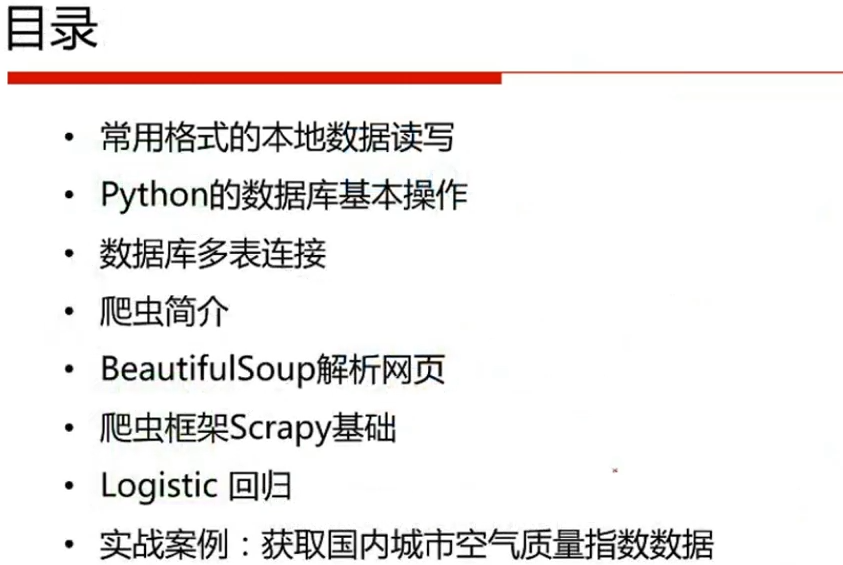 目录
• 常用格式的本地数据读写
• Python的数据库基本操作
• 数据库多表连接
• 爬虫简介
• BeautifulSoup解析网页
• 爬虫框架Scrapy基础
• Logistic 回归
• 实战案例：获取国内城市空气质量指数数据